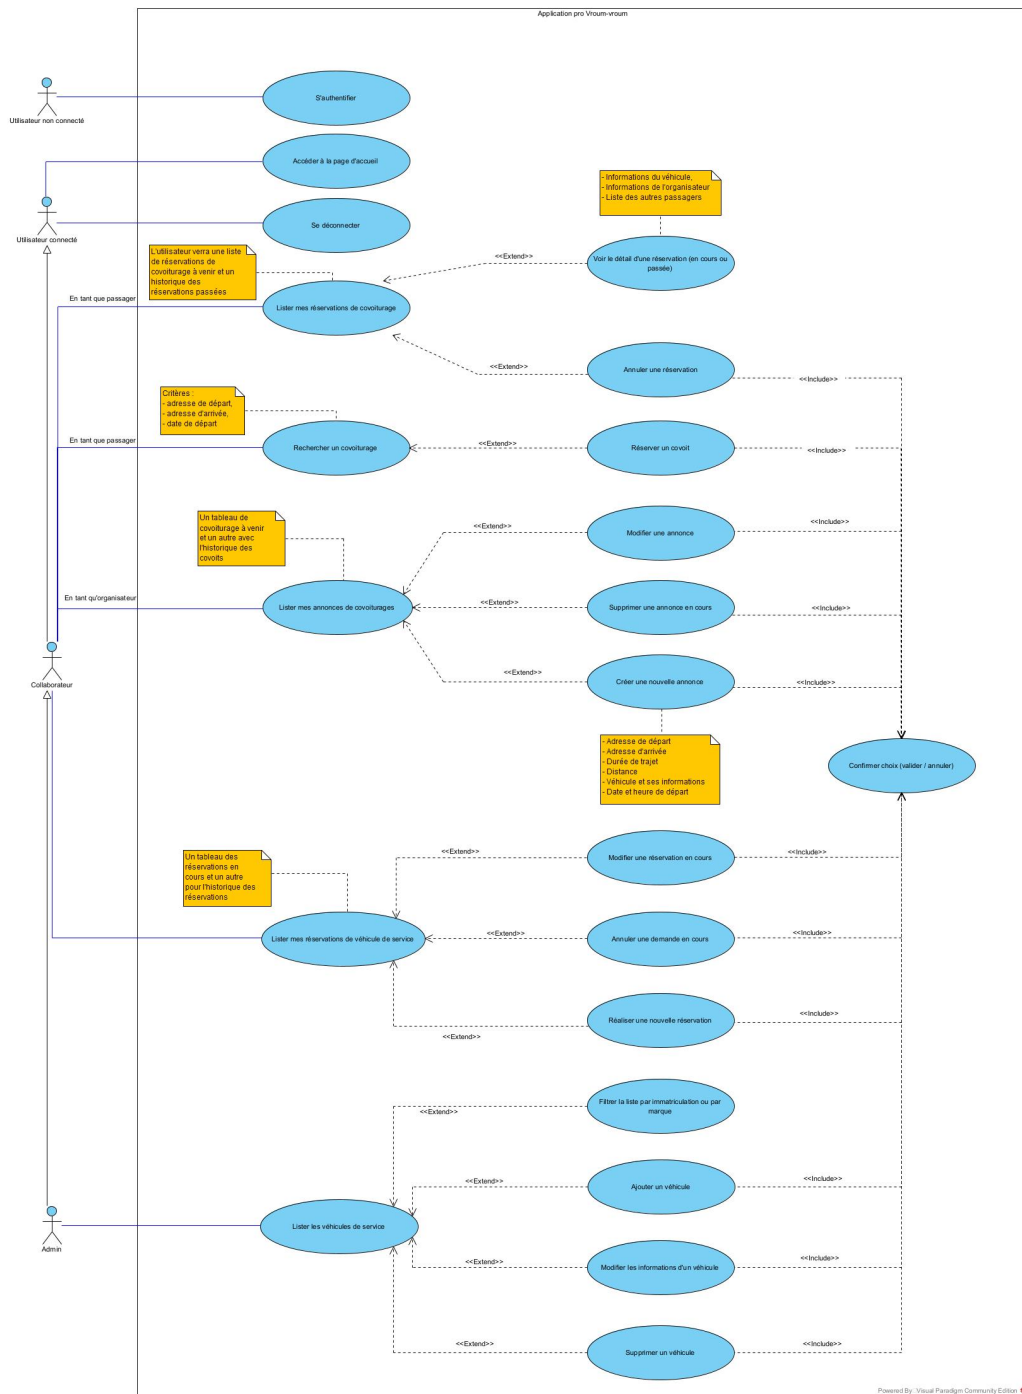 Application pro Vroum-vroum
S'authentifier
Utilisateur non connecté
Accéder à la page d'accueil
- Informations du véhicule,
- Informations de l'organisateur
- Liste des autres passagers
Se déconnecter
Utilisateur connecté
L'utilisateur verra une liste
de réservations de
covoiturage à venir et un
historique des
réservations passées
<<Extend>>
Voir le détail d'une réservation (en cours ou
passée)
En tant que passager
Lister mes réservations de covoiturage
<<Extend>>
Annuler une réservation
<<Include>>
Critères :
- adresse de départ,
- adresse d'arrivée,
- date de départ
En tant que passager
Rechercher un covoiturage
<<Extend>>
Réserver un covoit
<<Include>>
Un tableau de
covoiturage à venir
et un autre avec
l'historique des
covoits
<<Extend>>
Modifier une annonce
<<Include>>
En tant qu'organisateur
Lister mes annonces de covoiturages
<<Extend>>
Supprimer une annonce en cours
<<Include>>
<<Extend>>
Créer une nouvelle annonce
<<Include>>
Collaborateur
- Adresse de départ
- Adresse d'arrivée
- Durée de trajet
- Distance
- Véhicule et ses informations
- Date et heure de départ
Confirmer choix (valider / annuler)
Un tableau des
réservations en
cours et un autre
pour l'historique des
réservations
<<Extend>>
Modifier une réservation en cours
<<Include>>
Lister mes réservations de véhicule de service
<<Extend>>
Annuler une demande en cours
<<Include>>
Réaliser une nouvelle réservation
<<Include>>
<<Extend>>
Filtrer la liste par immatriculation ou par
marque
<<Extend>>
<<Extend>>
Ajouter un véhicule
<<Include>>
Lister les véhicules de service
Admin
<<Extend>>
Modifier les informations d'un véhicule
<<Include>>
<<Extend>>
Supprimer un véhicule
<<Include>>
Powered By: Visual Paradigm Community Edition